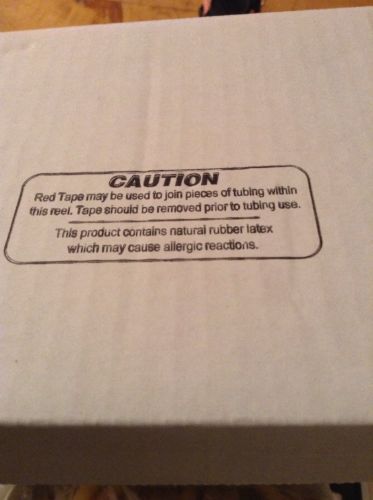 CAUTION
Red Tape may be used to join pieces of tubing within
this reel. Tape should be removed prior to tubing use.
This product contains natural rubber latex
which may cause allergic reactions.